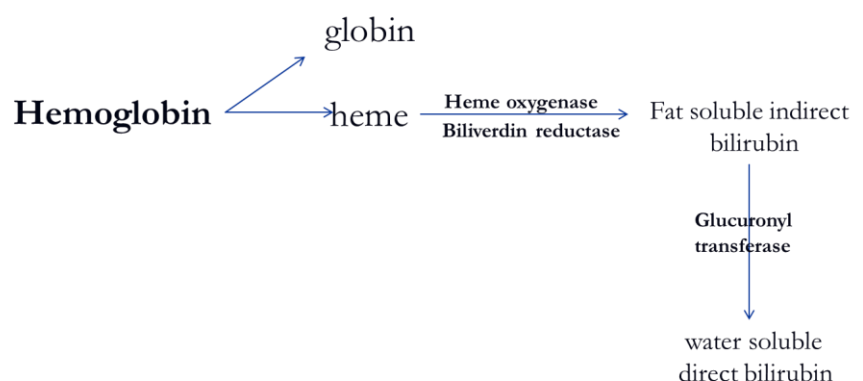 globin
Hemoglobin
heme
Heme oxygenase
Biliverdin reductase
Fat soluble indirect
bilirubin
Glucuronyl
transferase
water soluble
direct bilirubin